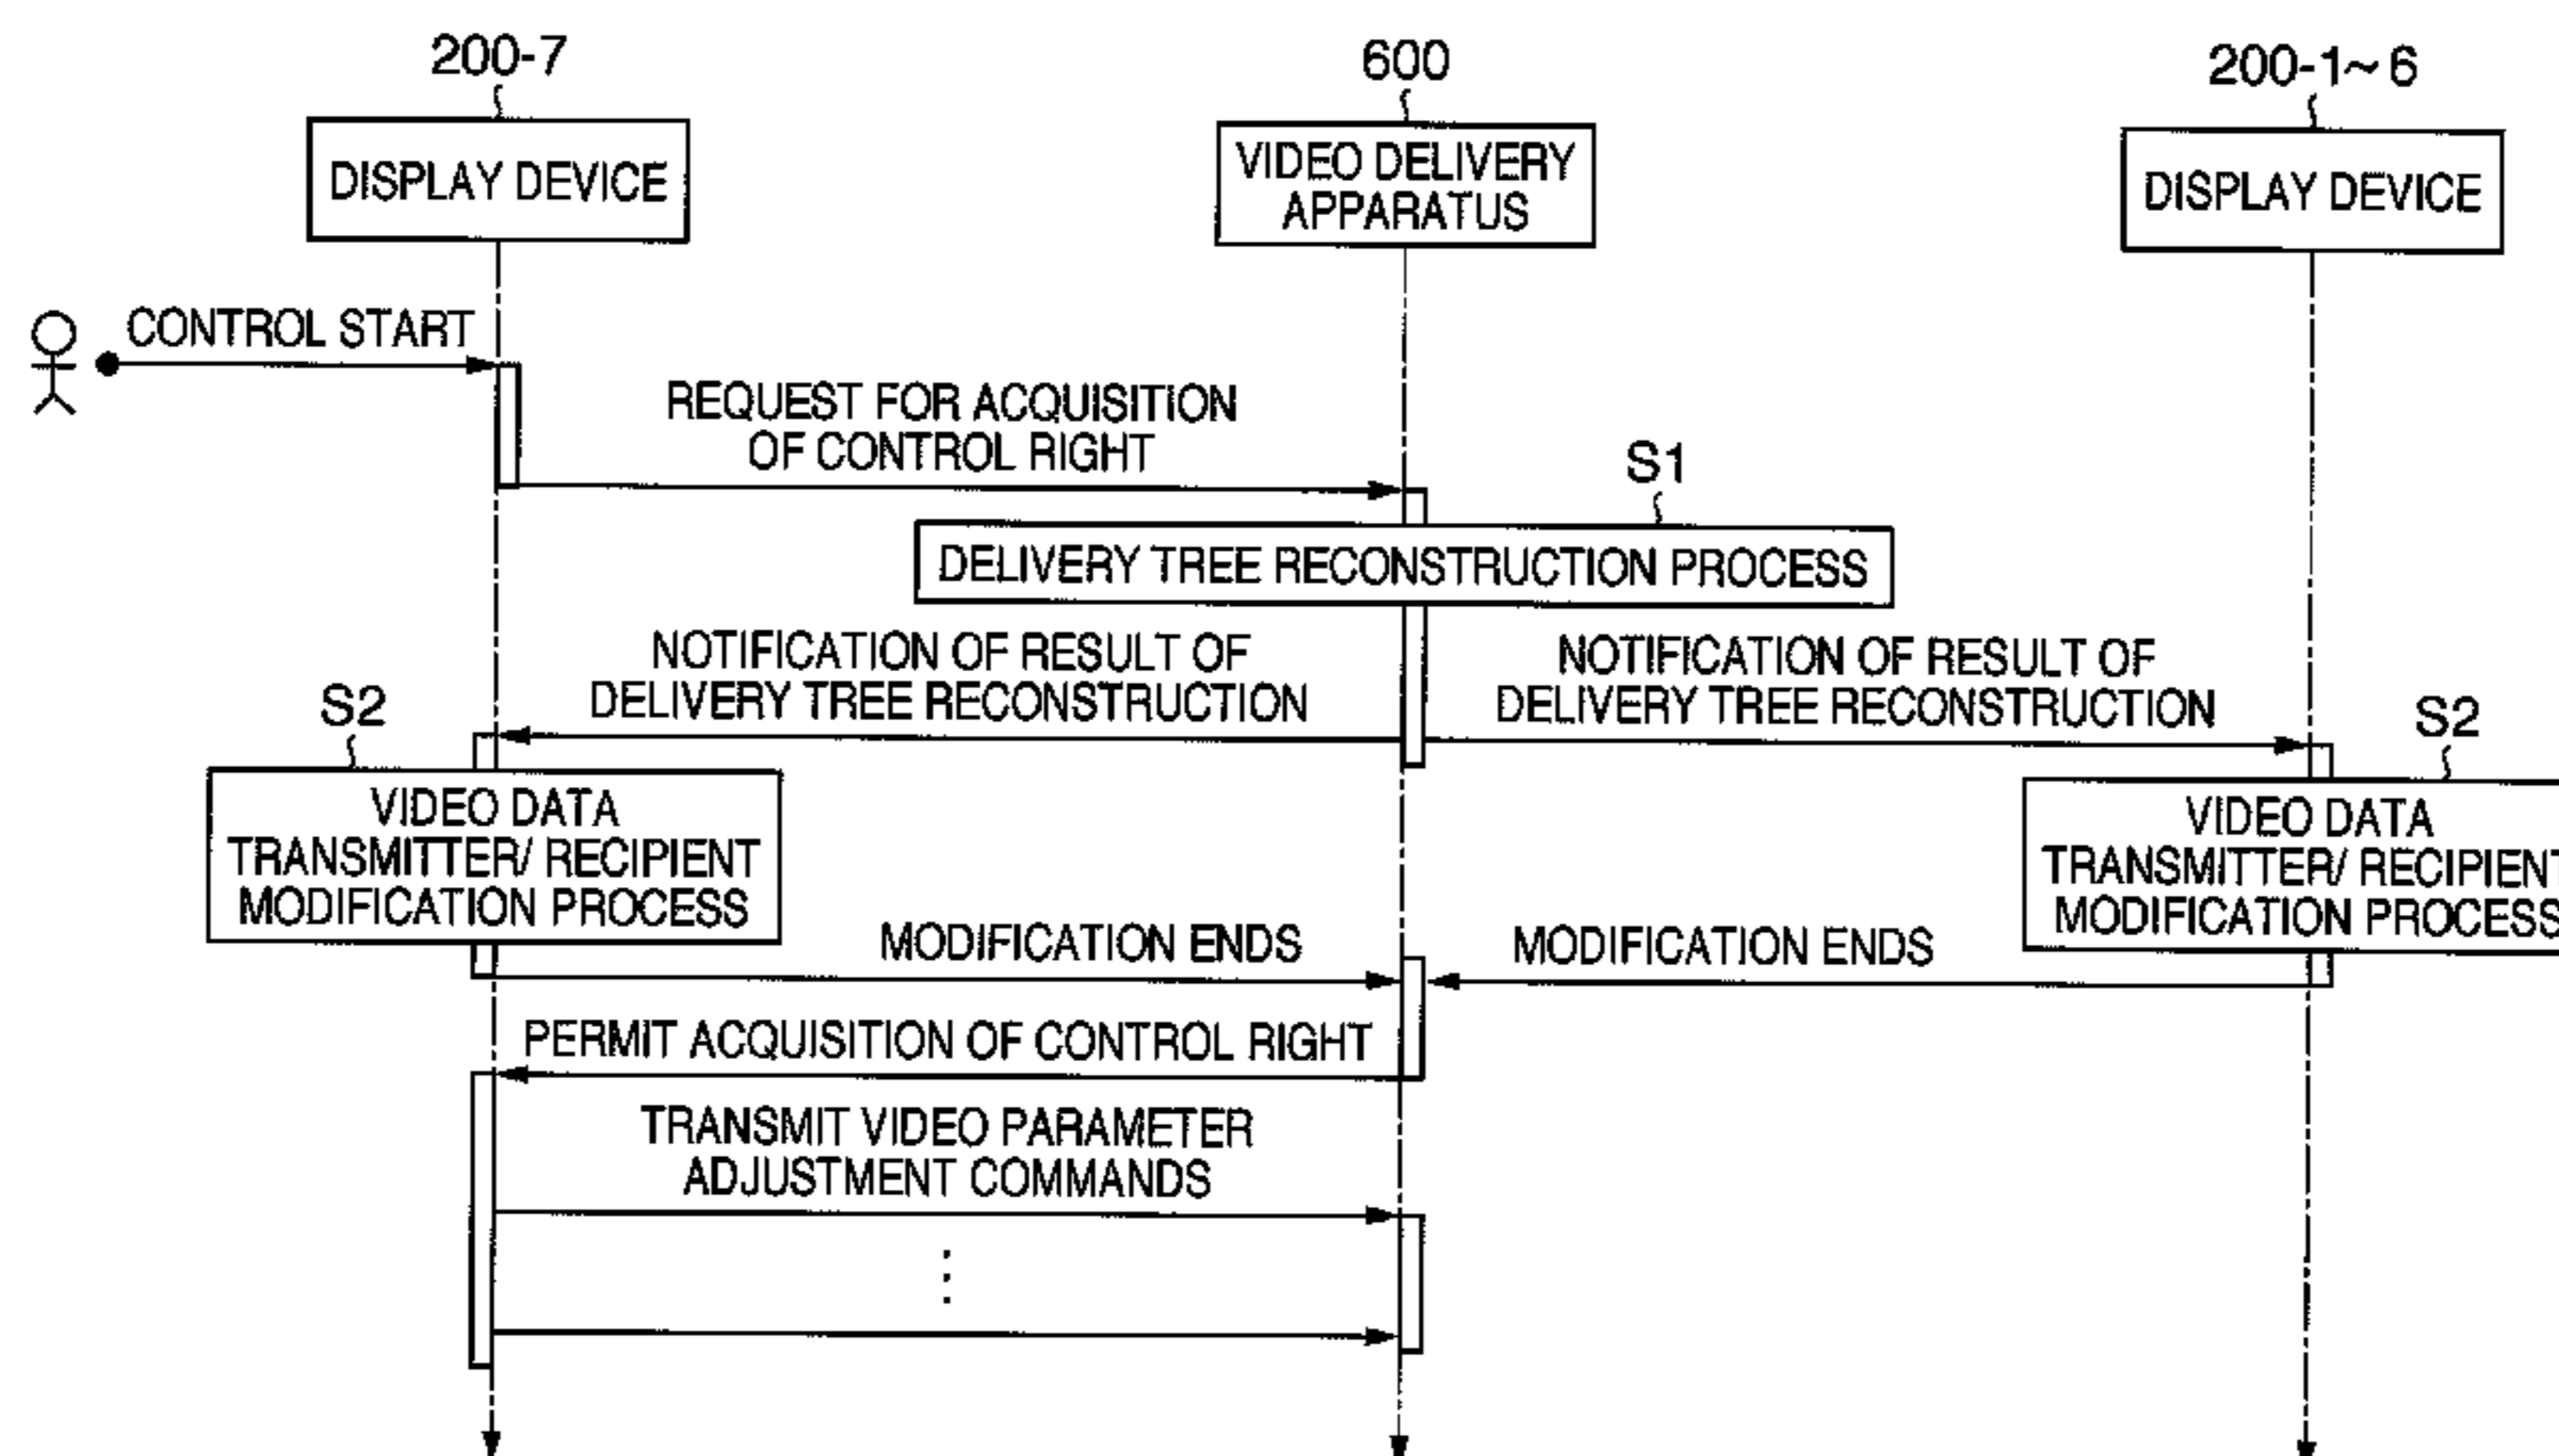 200-7
600
200-1~6
DISPLAY DEVICE
VIDEO DELIVERY
APPARATUS
DISPLAY DEVICE
CONTROL START
REQUEST FOR ACQUISITION
OF CONTROL RIGHT
S1
DELIVERY TREE RECONSTRUCTION PROCESS
NOTIFICATION OF RESULT OF
DELIVERY TREE RECONSTRUCTION
NOTIFICATION OF RESULT OF
DELIVERY TREE RECONSTRUCTION
S2
VIDEO DATA
TRANSMITTER/ RECIPIENT
MODIFICATION PROCESS
S2
VIDEO DATA
TRANSMITTER/ RECIPIENT
MODIFICATION PROCESS
MODIFICATION ENDS
MODIFICATION ENDS
PERMIT ACQUISITION OF CONTROL RIGHT
TRANSMIT VIDEO PARAMETER
ADJUSTMENT COMMANDS